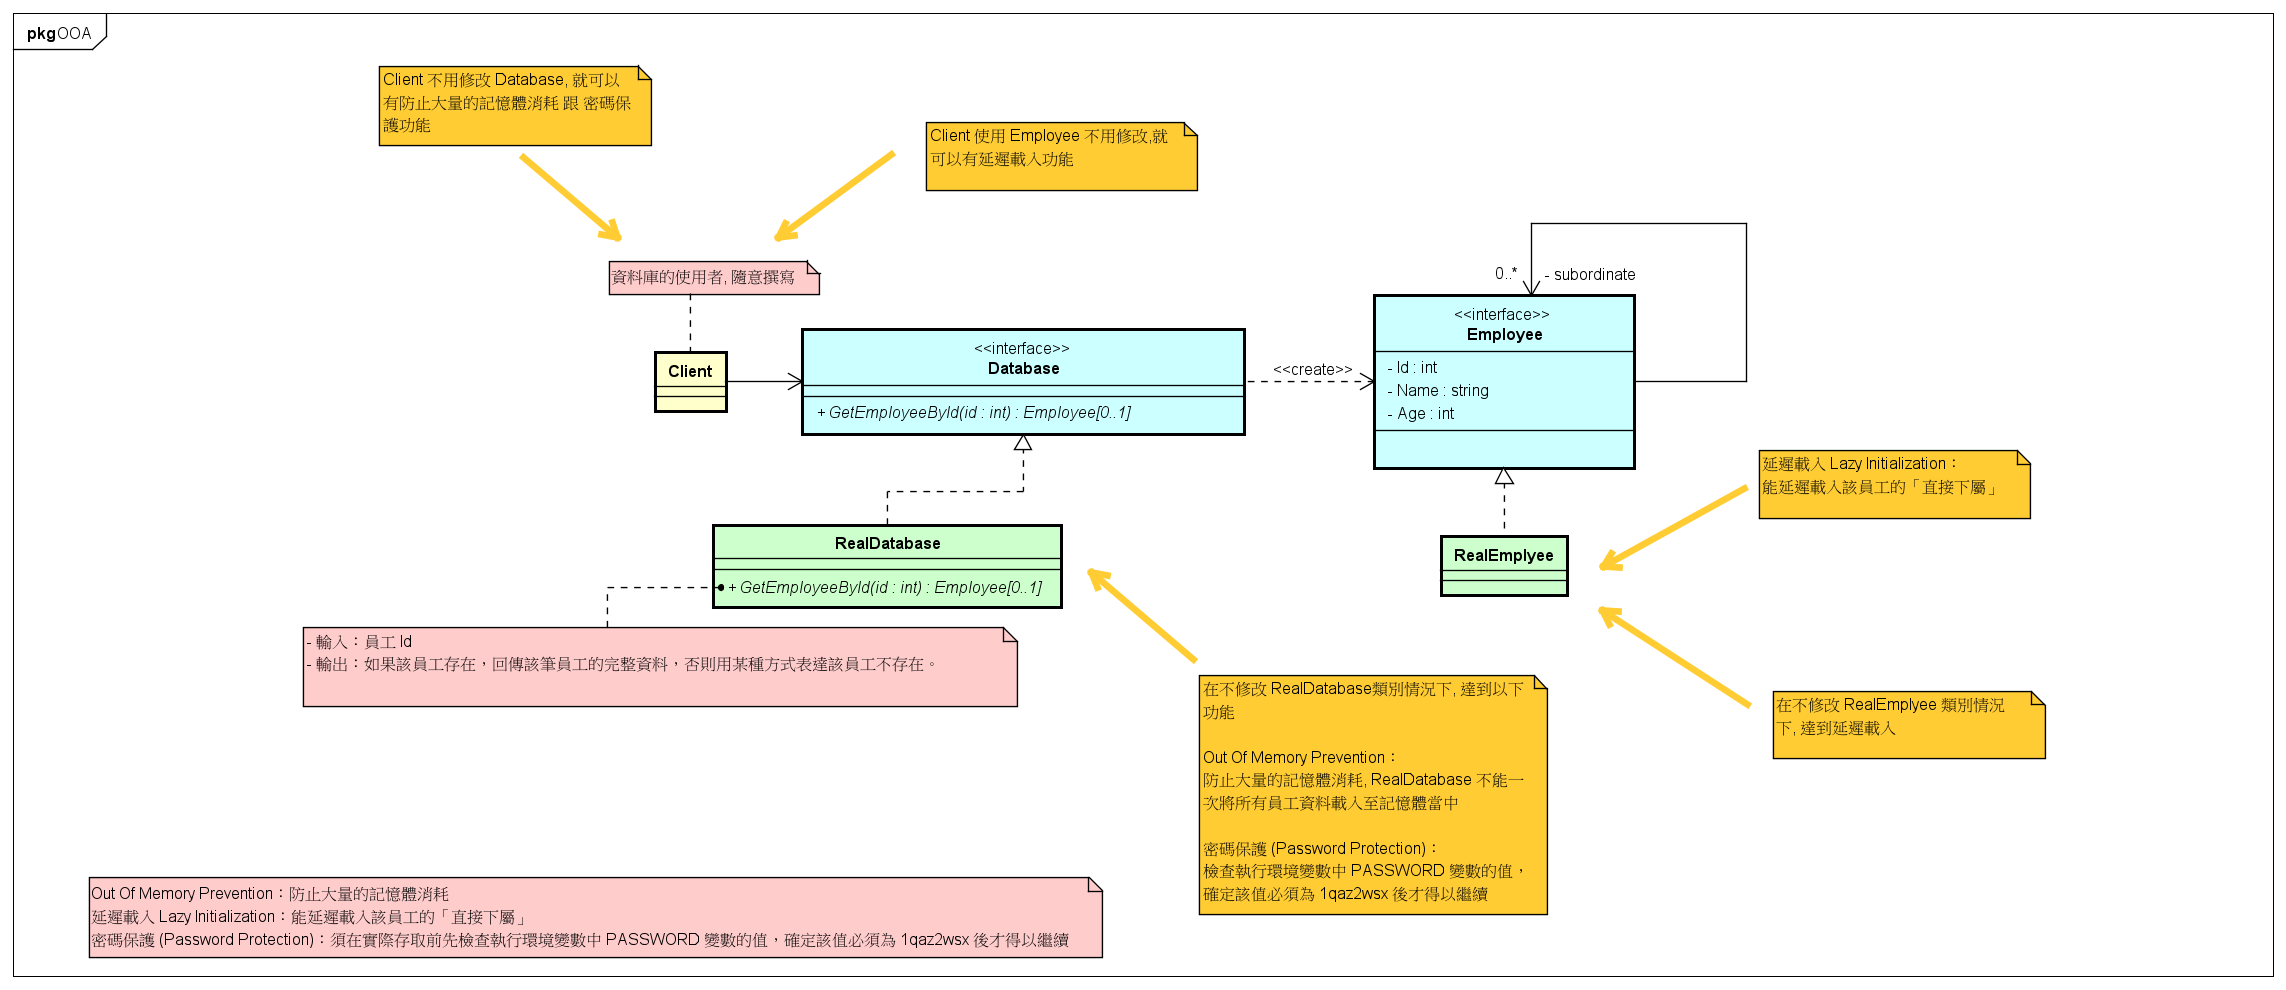 pkg OOA
Client 不用修改 Database, 就可以
有防止大量的記憶體消耗 跟 密碼保
護功能
Client 使用 Employee 不用修改,就
可以有延遲載入功能
資料庫的使用者, 隨意撰寫
0..*
- subordinate
<<interface>>
Employee
- Id : int
- Name : string
- Age : int
<<interface>>
Database
+ GetEmployeeById(id : int) : Employee[0..1]
<<create>>
Client
延遲載入 Lazy Initialization：
能延遲載入該員工的「直接下屬」
RealDatabase
+ GetEmployeeById(id : int) : Employee[0..1]
RealEmplyee
- 輸入：員工 Id
- 輸出：如果該員工存在，回傳該筆員工的完整資料，否則用某種方式表達該員工不存在。
在不修改 RealDatabase類別情況下, 達到以下
功能
Out Of Memory Prevention：
防止大量的記憶體消耗, RealDatabase 不能一
次將所有員工資料載入至記憶體當中
密碼保護 (Password Protection)：
檢查執行環境變數中 PASSWORD 變數的值，
確定該值必須為 1qaz2wsx 後才得以繼續
在不修改 RealEmplyee 類別情況
下, 達到延遲載入
Out Of Memory Prevention：防止大量的記憶體消耗
延遲載入 Lazy Initialization：能延遲載入該員工的「直接下屬」
密碼保護 (Password Protection)：須在實際存取前先檢查執行環境變數中 PASSWORD 變數的值，確定該值必須為 1qaz2wsx 後才得以繼續